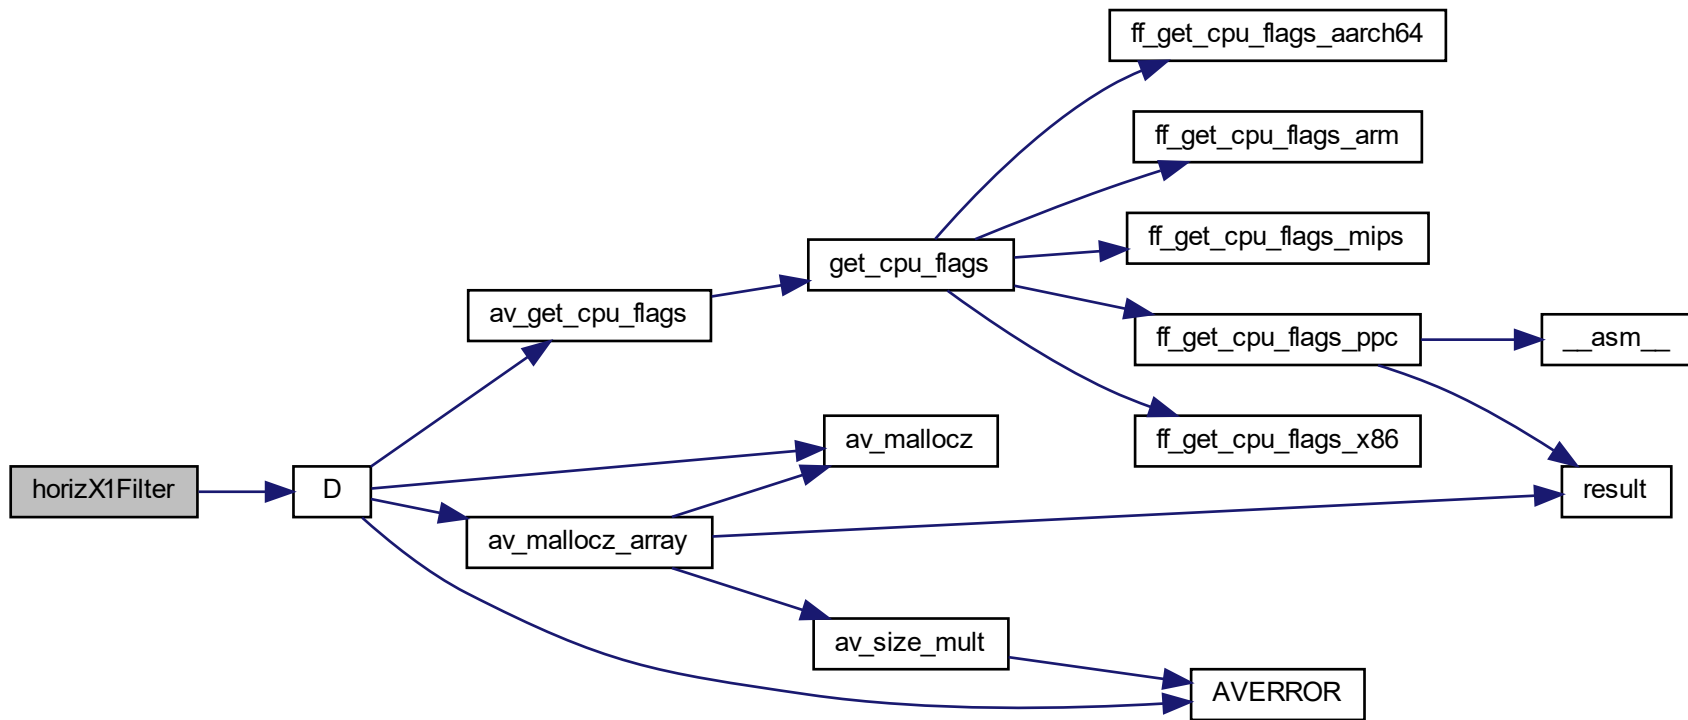 horizX1Filter
D
av_get_cpu_flags
get_cpu_flags
ff_get_cpu_flags_aarch64
ff_get_cpu_flags_arm
ff_get_cpu_flags_mips
ff_get_cpu_flags_ppc
__asm__
ff_get_cpu_flags_x86
av_mallocz
result
av_mallocz_array
av_size_mult
AVERROR